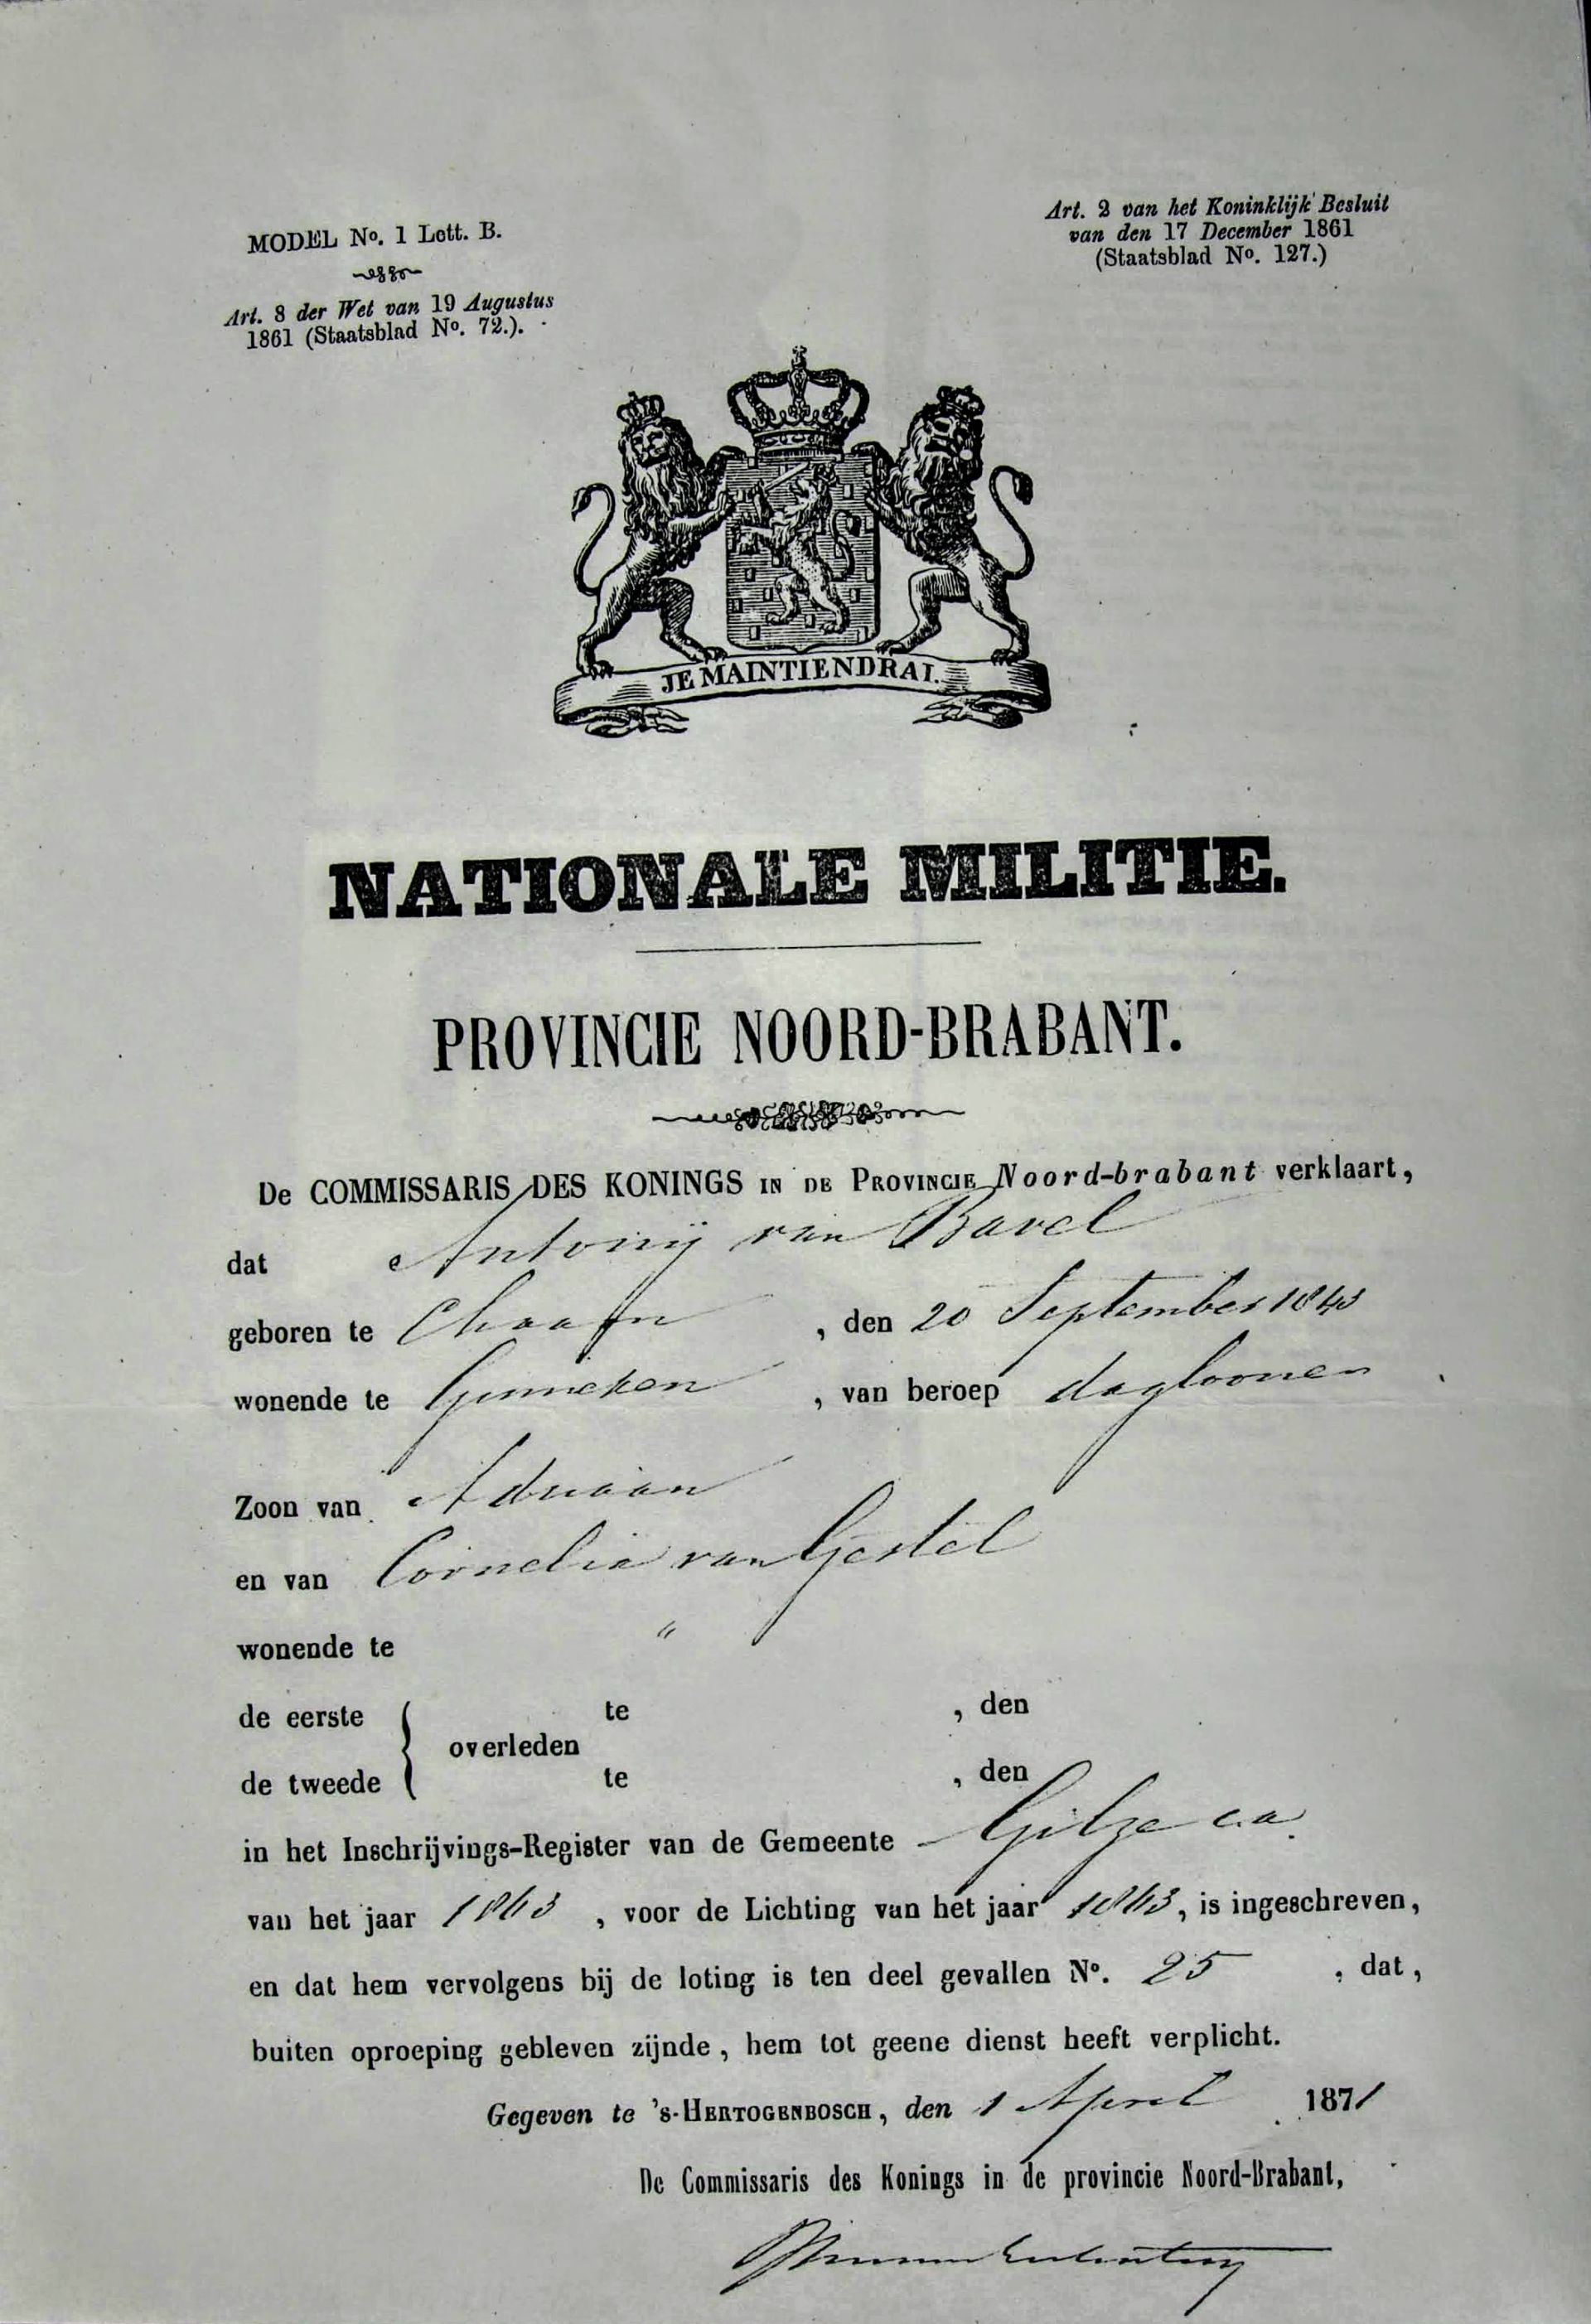 MODEL No. 1 Lett. B.
Art. 8 der Wet van 19 Augustus
1861 (Staatsblad No. 72.).
Art. 2 van het Koninklijk Besluit
van den 17 December 1861
(Staatsblad No. 127.)
JE MAINTIENDRAI.
NATIONALE MILITIE.
PROVINCIE NOORD-BRABANT.
De COMMISSARIS DES KONINGS IN DE PROVINCIE Noord-brabant verklaart,
dat Antonij van Bavel
geboren te Chaam , den 20 September 1843
wonende te Ginneken , van beroep dagloonen
Zoon van Adriaan
en van Cornelia van Gestel
wonende te "
de eerste te , den
overleden
de tweede te , den
in het Inschrijvings-Register van de Gemeente Gilze c.a.
van het jaar 1863 , voor de Lichting van het jaar 1863, is ingeschreven,
en dat hem vervolgens bij de loting is ten deel gevallen No. 25 , dat,
buiten oproeping gebleven zijnde, hem tot geene dienst heeft verplicht.
Gegeven te 's-HERTOGENBOSCH, den 1 April 1871
De Commissaris des Konings in de provincie Noord-Brabant,